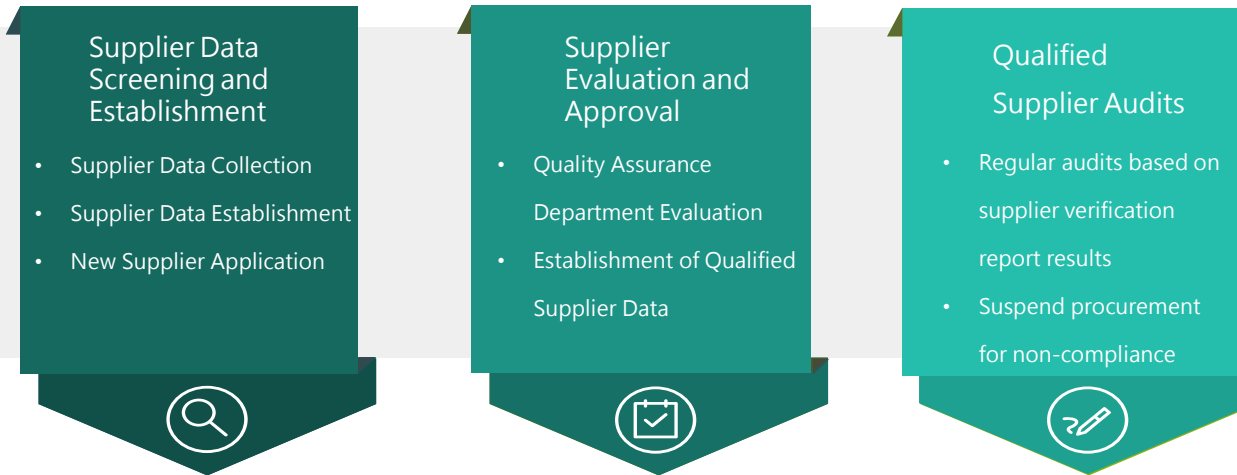 Supplier Data
Screening and
Establishment
• Supplier Data Collection
• Supplier Data Establishment
• New Supplier Application
Supplier
Evaluation and
Approval
• Quality Assurance
Department Evaluation
• Establishment of Qualified
Supplier Data
Qualified
Supplier Audits
• Regular audits based on
supplier verification
report results
• Suspend procurement
for non-compliance